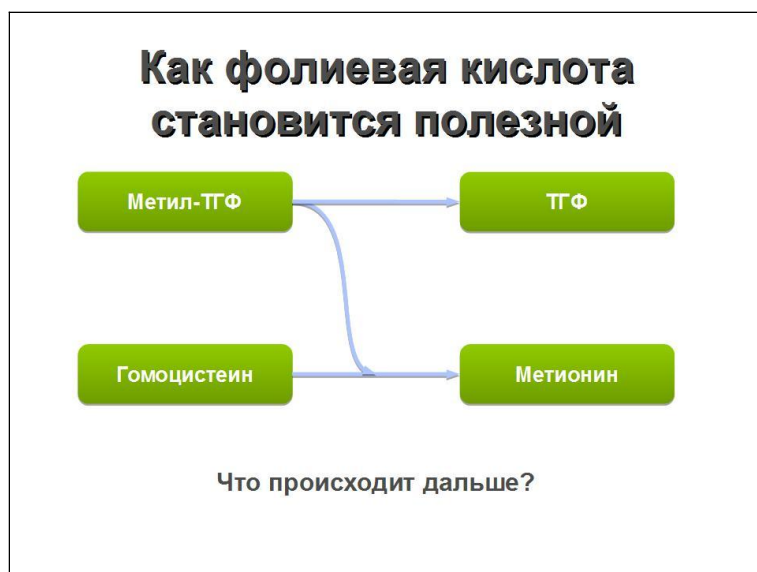 Как фолиевая кислота
становится полезной
Метил-ТГФ
ТГФ
Гомоцистеин
Метионин
Что происходит дальше?